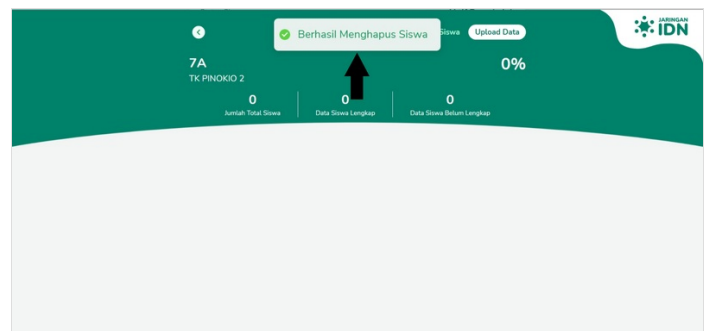 Berhasil Menghapus Siswa
Siswa
Upload Data
JARINGAN
IDN
7A
0%
TK PINOKIO 2
0
0
0
Jumlah Total Siswa
Data Siswa Lengkap
Data Siswa Belum Lengkap